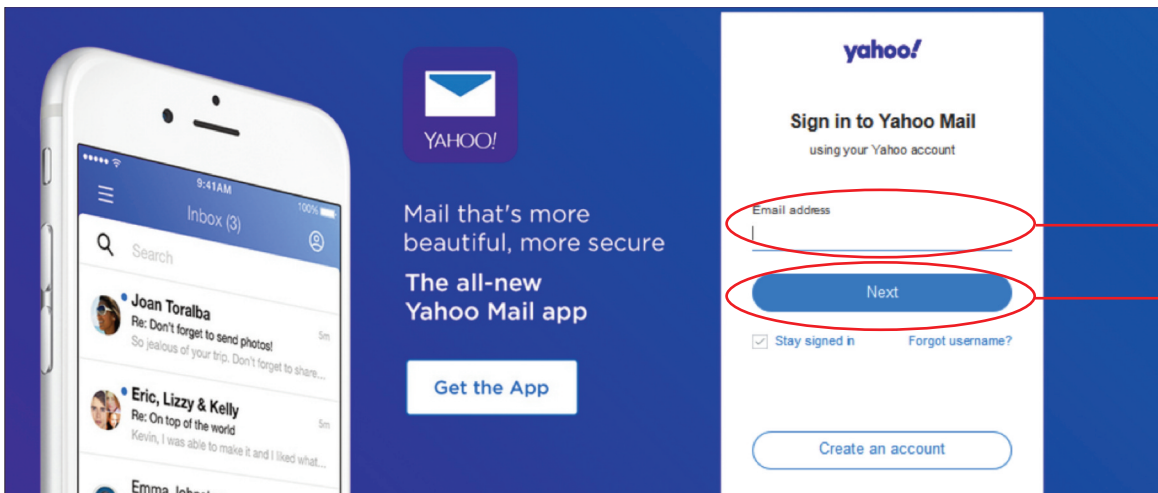 9:41AM
100%
Inbox (3)
Search
Joan Toralba
Re: Don't forget to send photos!
5m
So jealous of your trip. Don't forget to share...
Eric, Lizzy & Kelly
Re: On top of the world
5m
Kevin, I was able to make it and I liked what...
Emma
YAHOO!
Mail that's more
beautiful, more secure
The all-new
Yahoo Mail app
Get the App
yahoo!
Sign in to Yahoo Mail
using your Yahoo account
Email address
Next
Stay signed in
Forgot username?
Create an account